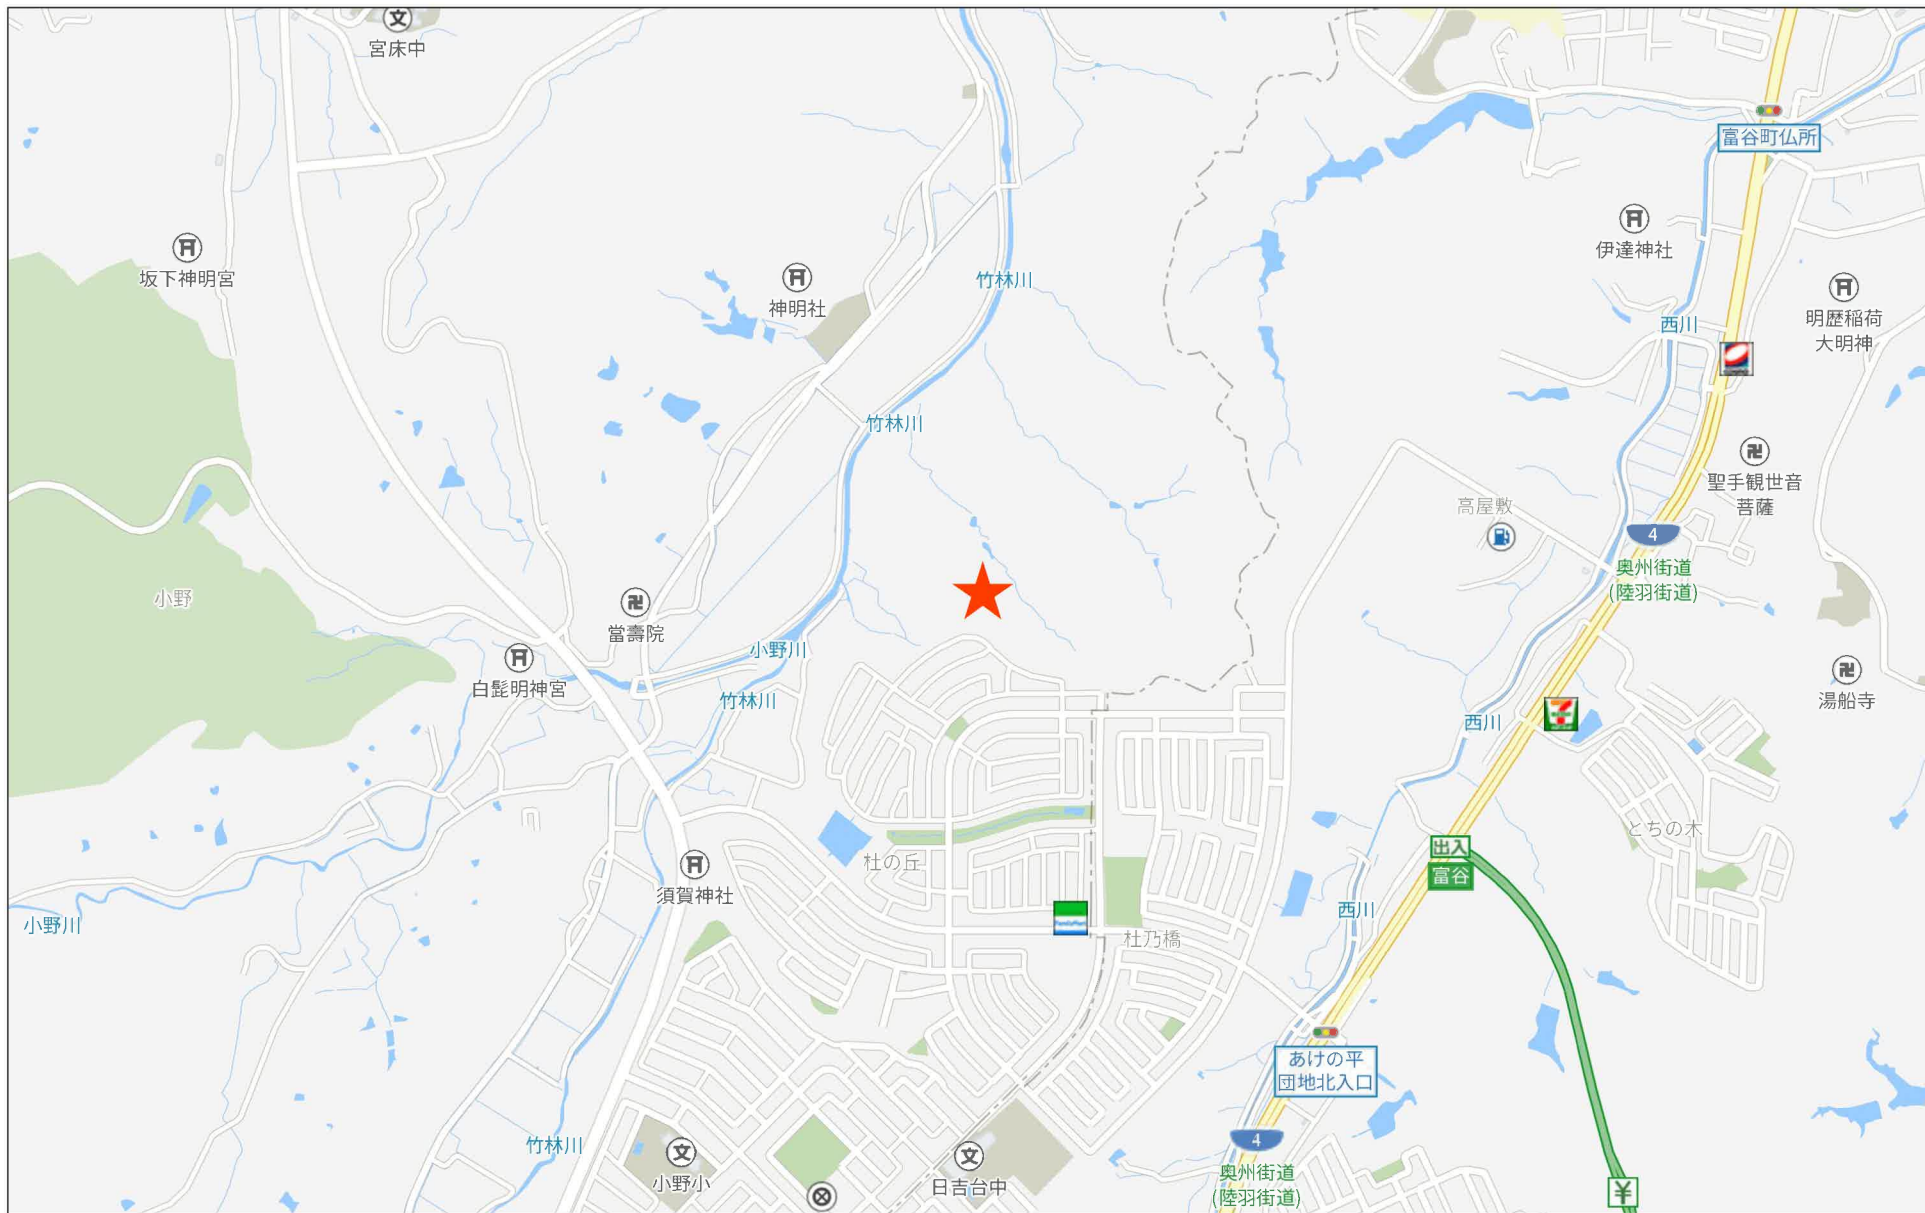 宮床中
富谷町仏所
坂下神明宮
神明社
竹林川
伊達神社
明歴稲荷
大明神
西川
竹林川
聖手観世音
菩薩
高屋敷
4
奥州街道
(陸羽街道)
小野
當壽院
小野川
白髭明神宮
竹林川
湯船寺
西川
とちの木
出入
富谷
杜の丘
須賀神社
小野川
西川
FamilyMart
杜乃橋
あけの平
団地北入口
4
竹林川
小野小
日吉台中
奥州街道
(陸羽街道)
¥
文
文
文